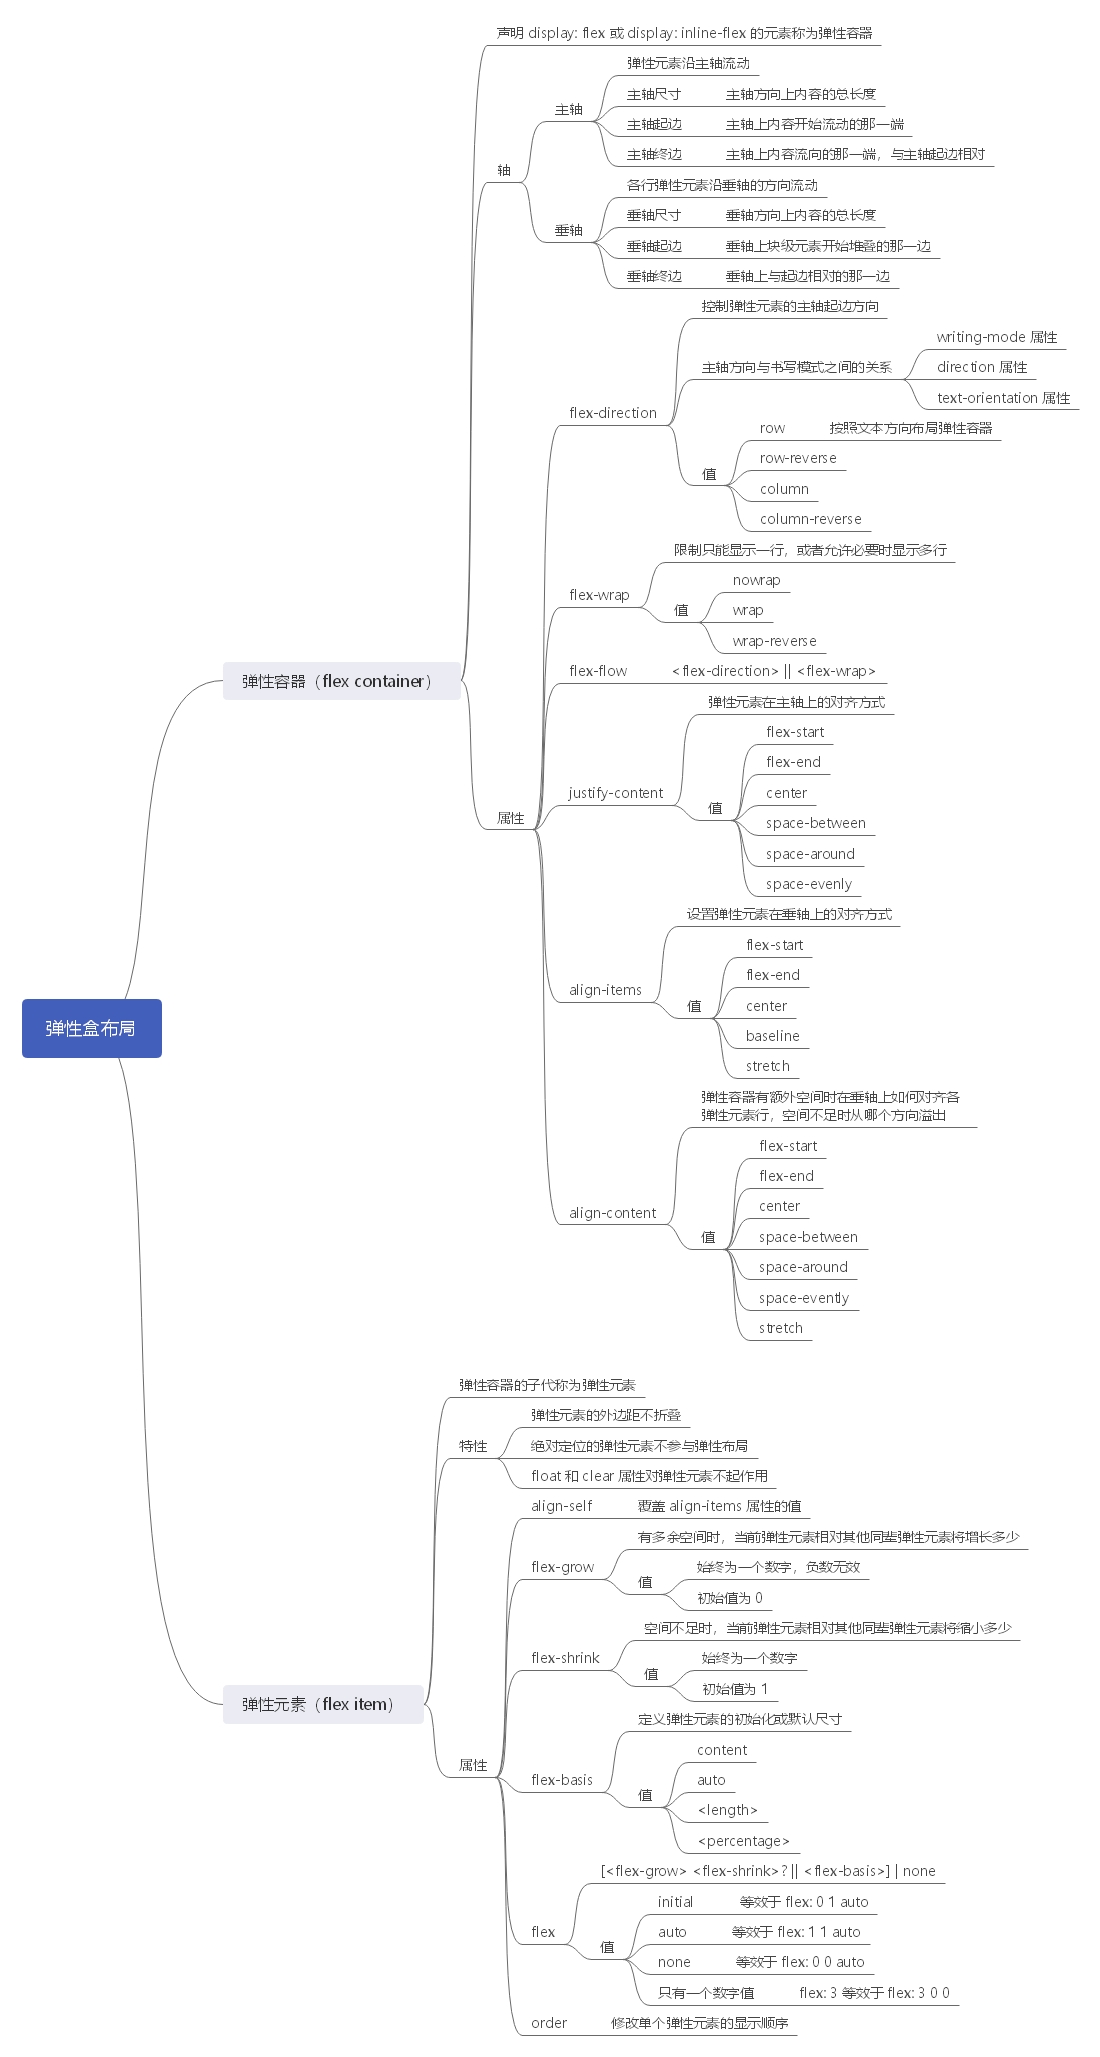 弹性盒布局
弹性容器（flex container）
声明 display: flex 或 display: inline-flex 的元素称为弹性容器
轴
主轴
弹性元素沿主轴流动
主轴尺寸 主轴方向上内容的总长度
主轴起边 主轴上内容开始流动的那一端
主轴终边 主轴上内容流向的那一端，与主轴起边相对
垂轴
各行弹性元素沿垂轴的方向流动
垂轴尺寸 垂轴方向上内容的总长度
垂轴起边 垂轴上块级元素开始堆叠的那一边
垂轴终边 垂轴上与起边相对的那一边
属性
flex-direction
控制弹性元素的主轴起边方向
主轴方向与书写模式之间的关系
writing-mode 属性
direction 属性
text-orientation 属性
值
row 按照文本方向布局弹性容器
row-reverse
column
column-reverse
flex-wrap
限制只能显示一行，或者允许必要时显示多行
值
nowrap
wrap
wrap-reverse
flex-flow <flex-direction> || <flex-wrap>
justify-content
弹性元素在主轴上的对齐方式
值
flex-start
flex-end
center
space-between
space-around
space-evenly
align-items
设置弹性元素在垂轴上的对齐方式
值
flex-start
flex-end
center
baseline
stretch
align-content
弹性容器有额外空间时在垂轴上如何对齐各
弹性元素行，空间不足时从哪个方向溢出
值
flex-start
flex-end
center
space-between
space-around
space-evently
stretch
弹性元素（flex item）
弹性容器的子代称为弹性元素
特性
弹性元素的外边距不折叠
绝对定位的弹性元素不参与弹性布局
float 和 clear 属性对弹性元素不起作用
属性
align-self 覆盖 align-items 属性的值
flex-grow
有多余空间时，当前弹性元素相对其他同辈弹性元素将增长多少
值
始终为一个数字，负数无效
初始值为 0
flex-shrink
空间不足时，当前弹性元素相对其他同辈弹性元素将缩小多少
值
始终为一个数字
初始值为 1
flex-basis
定义弹性元素的初始化或默认尺寸
值
content
auto
<length>
<percentage>
flex
[<flex-grow> <flex-shrink>? || <flex-basis>] | none
值
initial 等效于 flex: 0 1 auto
auto 等效于 flex: 1 1 auto
none 等效于 flex: 0 0 auto
只有一个数字值 flex: 3 等效于 flex: 3 0 0
order 修改单个弹性元素的显示顺序